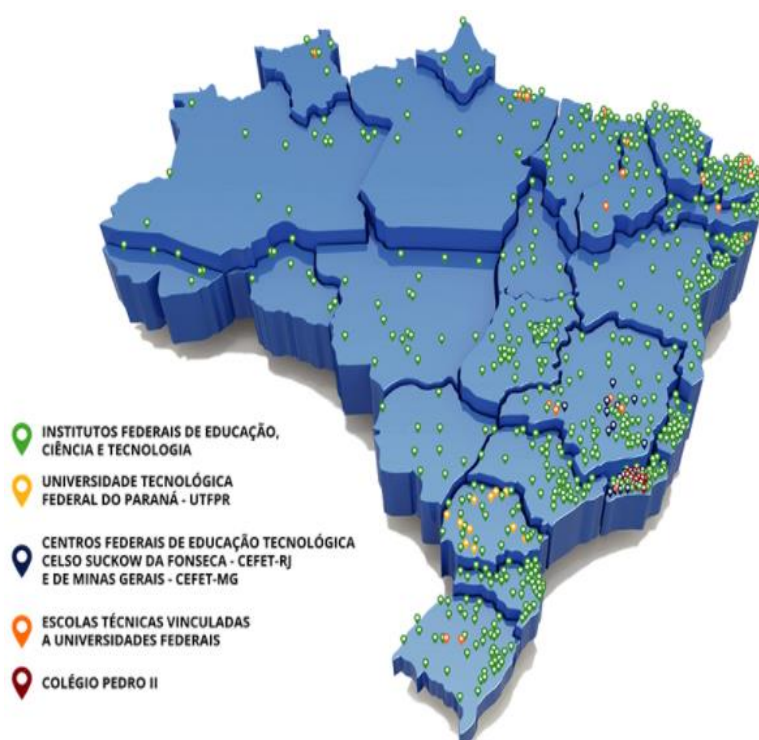 INSTITUTOS FEDERAIS DE EDUCAÇÃO,
CIÊNCIA E TECNOLOGIA
UNIVERSIDADE TECNOLÓGICA
FEDERAL DO PARANÁ - UTFPR
CENTROS FEDERAIS DE EDUCAÇÃO TECNOLÓGICA
CELSO SUCKOW DA FONSECA - CEFET-RJ
E DE MINAS GERAIS - CEFET-MG
ESCOLAS TÉCNICAS VINCULADAS
A UNIVERSIDADES FEDERAIS
COLÉGIO PEDRO II